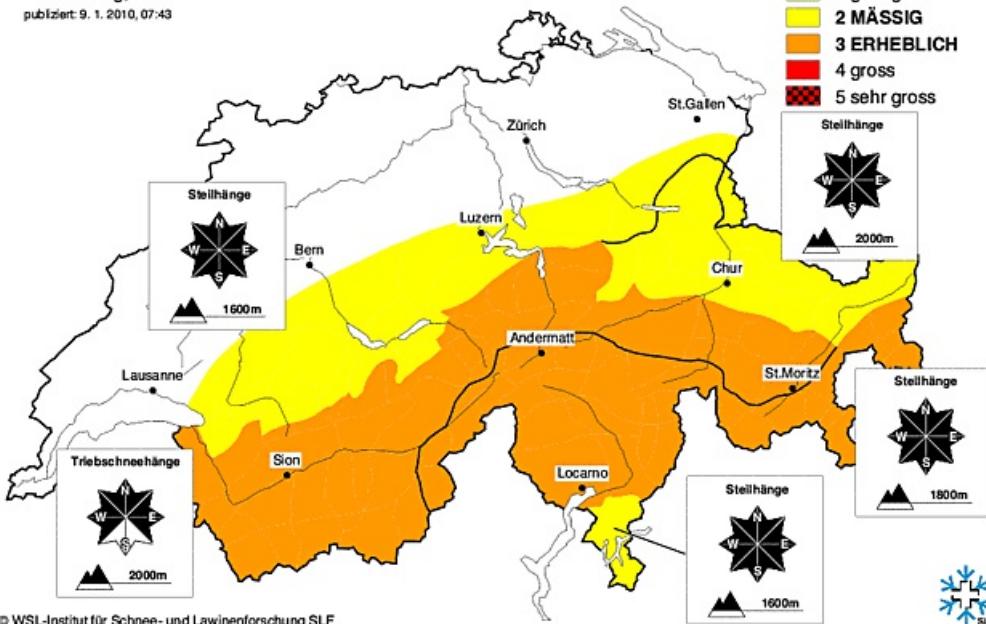 publiziert: 9. 1. 2010, 07:43
2 MÄSSIG
3 ERHEBLICH
4 gross
5 sehr gross
St.Gallen
Zürich
Steilhänge
N
W E
S
2000m
Steilhänge
N
W E
S
1600m
Luzern
Bern
Chur
Andermatt
Lausanne
St.Moritz
Steilhänge
N
W E
S
1800m
Triebschneehänge
N
W E
S
2000m
Sion
Locarno
Steilhänge
N
W E
S
1600m
© WSL-Institut für Schnee- und Lawinenforschung SLF